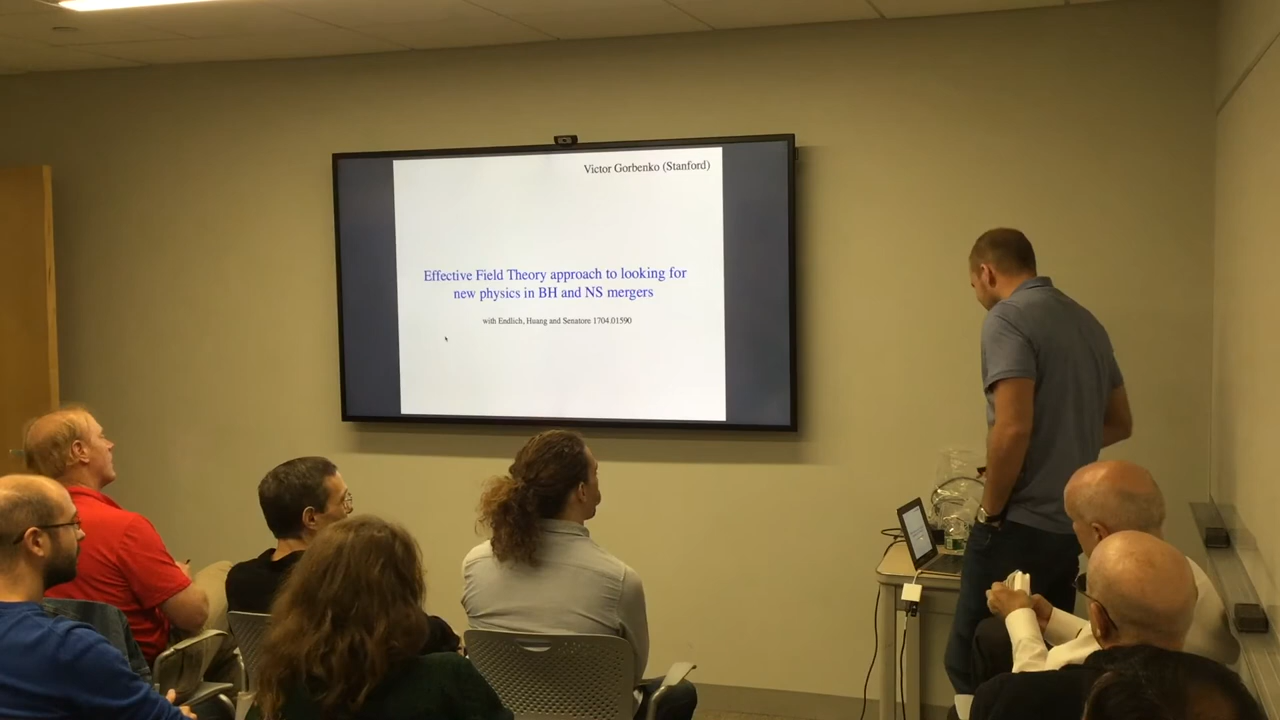 Victor Gorbenko (Stanford)
Effective Field Theory approach to looking for
new physics in BH and NS mergers
with Endlich, Huang and Senatore 1704.01590